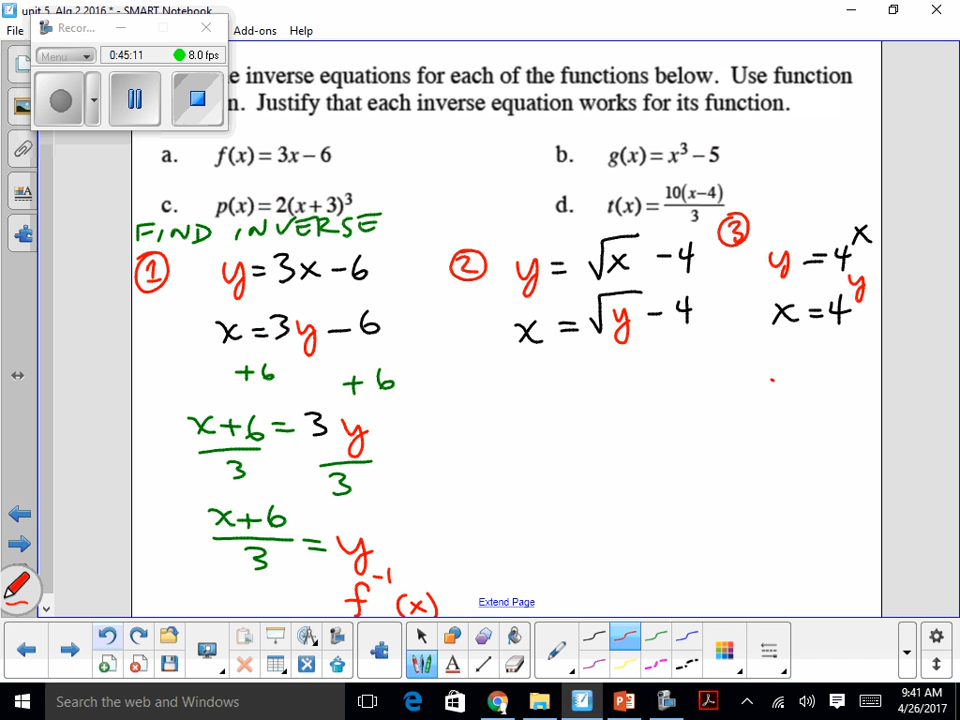 unit 5 Alg 2 2016 * - SMART Notebook
Recor...
File
Add-ons Help
Menu
0:45:11
8.0 fps
e inverse equations for each of the functions below. Use function
n. Justify that each inverse equation works for its function.
a. f(x) = 3x – 6
b. g(x) = x³ – 5
c. p(x) = 2(x + 3)³
d. t(x) = 10(x–4)/3
FIND INVERSE
① y = 3x - 6
x = 3y - 6
+6 +6
x+6 = 3y
3 3
x+6/3 = y
f⁻¹(x)
② y = √x - 4
x = √y - 4
③ y = 4ˣ
x = 4ʸ
Extend Page
A
Search the web and Windows
9:41 AM
4/26/2017